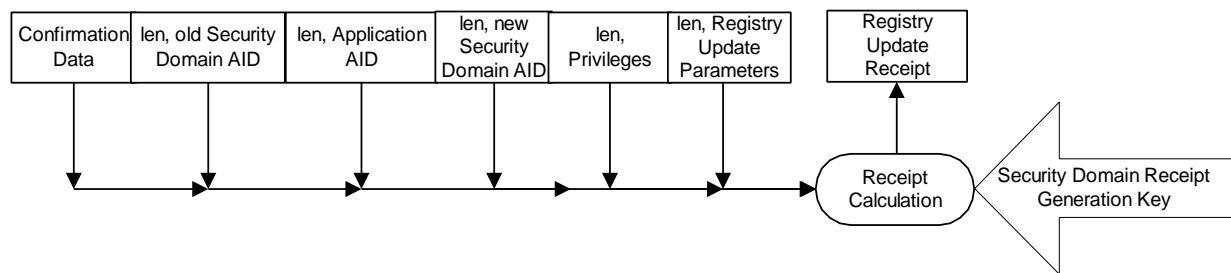 Confirmation
Data
len, old Security
Domain AID
len, Application
AID
len, new
Security
Domain AID
len,
Privileges
len, Registry
Update
Parameters
Registry
Update
Receipt
Receipt
Calculation
Security Domain Receipt
Generation Key